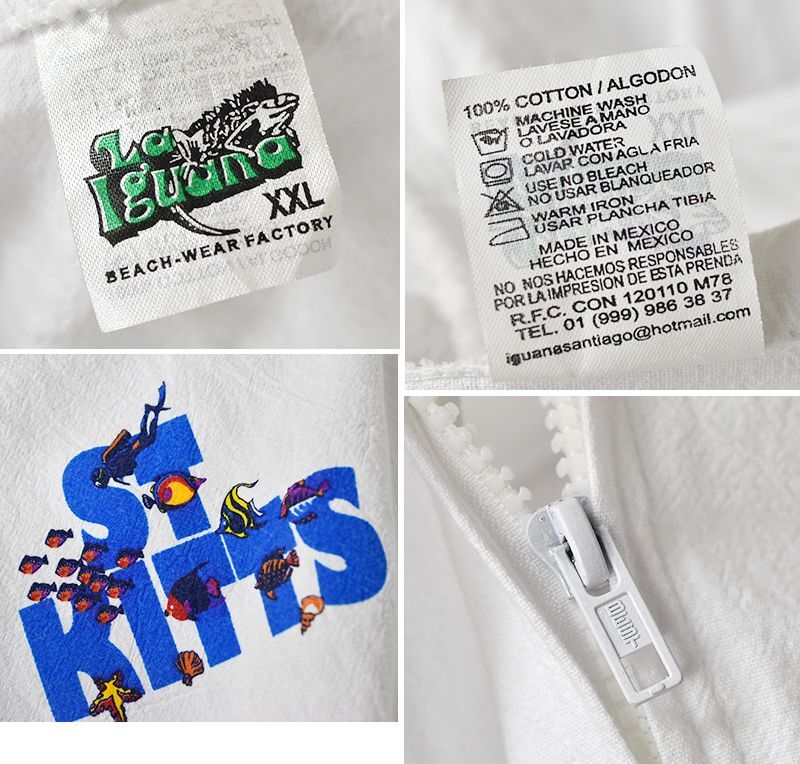 La
Iguana
XXL
BEACH-WEAR FACTORY
100% COTTON / ALGODON
MACHINE WASH
LAVESE A MANO
O LAVADORA
COLD WATER
LAVAR CON AGLA FRIA
USE NO BLEACH
NO USAR BLANQUEADOR
WARM IRON
USAR PLANCHA TIBIA
MADE IN MEXICO
HECHO EN MEXICO
NO NOS HACEMOS RESPONSABLES
POR LA IMPRESION DE ESTA PRENDA
R.F.C. CON 120110 M78
TEL. 01 (999) 986 38 37
iguanasantiago@hotmail.com
ST
KITTS